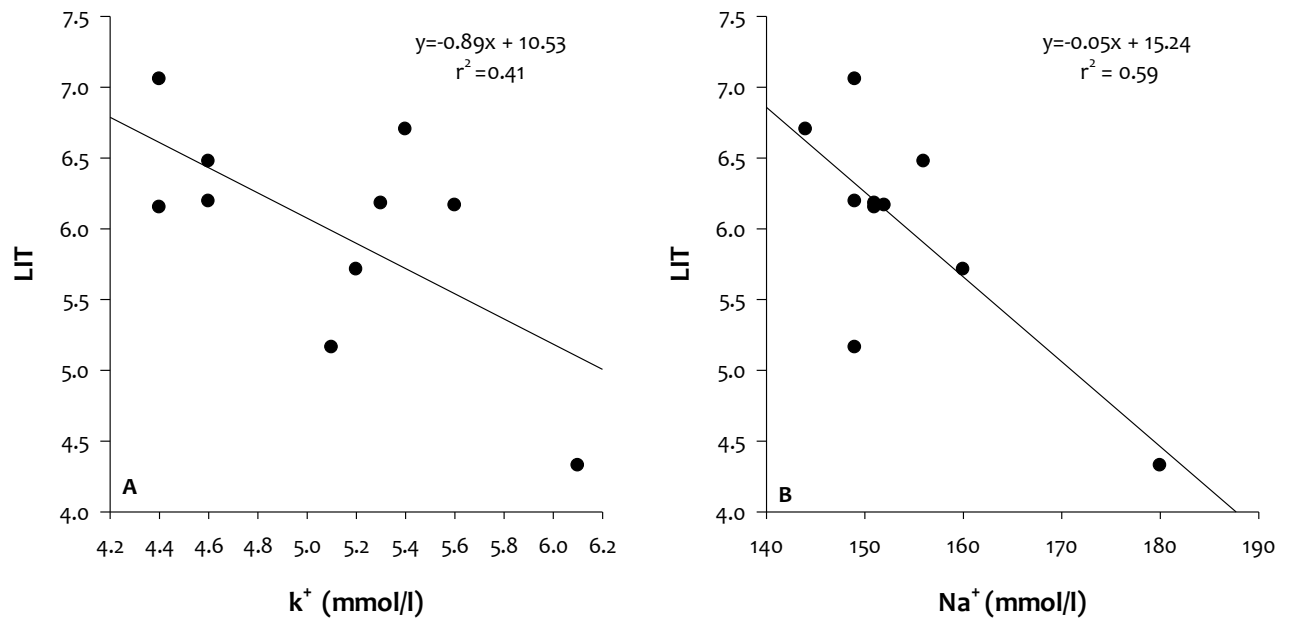 y=-0.89x + 10.53
r² =0.41
7.5
7.0
6.5
6.0
5.5
5.0
4.5
4.0
LIT
A
4.2 4.4 4.6 4.8 5.0 5.2 5.4 5.6 5.8 6.0 6.2
k⁺ (mmol/l)
y=-0.05x + 15.24
r² = 0.59
7.5
7.0
6.5
6.0
5.5
5.0
4.5
4.0
LIT
B
140 150 160 170 180 190
Na⁺ (mmol/l)